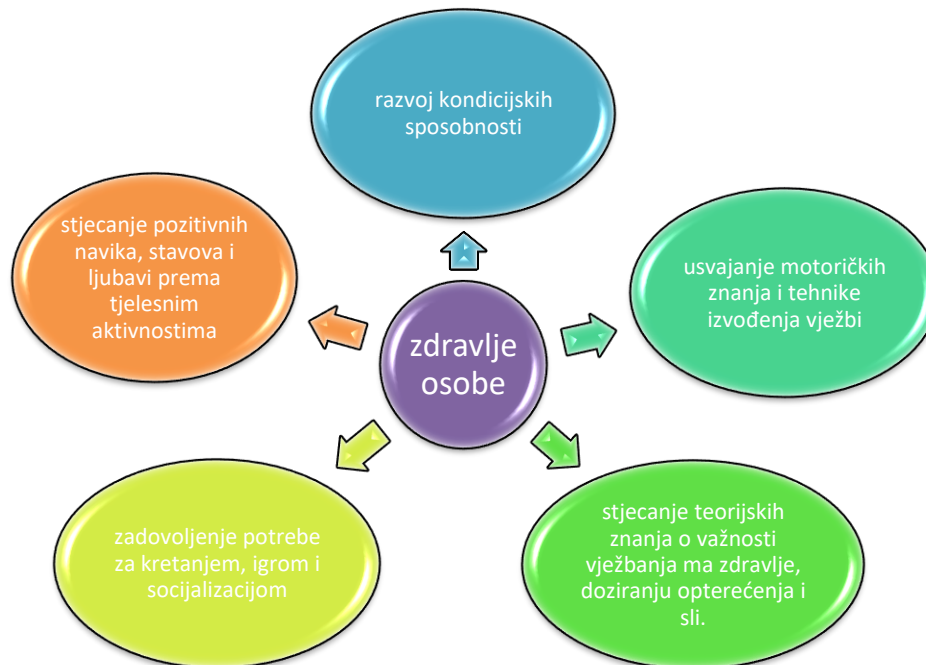 razvoj kondicijskih
sposobnosti
usvajanje motoričkih
znanja i tehnike
izvođenja vježbi
stjecanje teorijskih
znanja o važnosti
vježbanja ma zdravlje,
doziranju opterećenja i
sli.
zadovoljenje potrebe
za kretanjem, igrom i
socijalizacijom
stjecanje pozitivnih
navika, stavova i
ljubavi prema
tjelesnim
aktivnostima
zdravlje
osobe